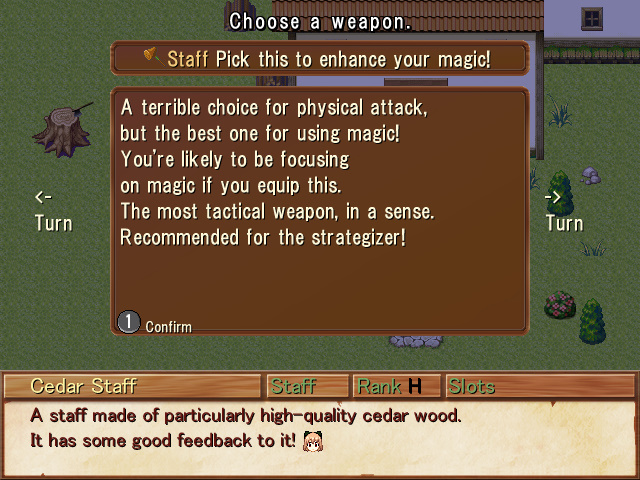 Choose a weapon.
Staff Pick this to enhance your magic!
A terrible choice for physical attack,
but the best one for using magic!
You're likely to be focusing
on magic if you equip this.
The most tactical weapon, in a sense.
Recommended for the strategizer!
<-
Turn
->
Turn
1 Confirm
Cedar Staff Staff Rank H Slots
A staff made of particularly high-quality cedar wood.
It has some good feedback to it!